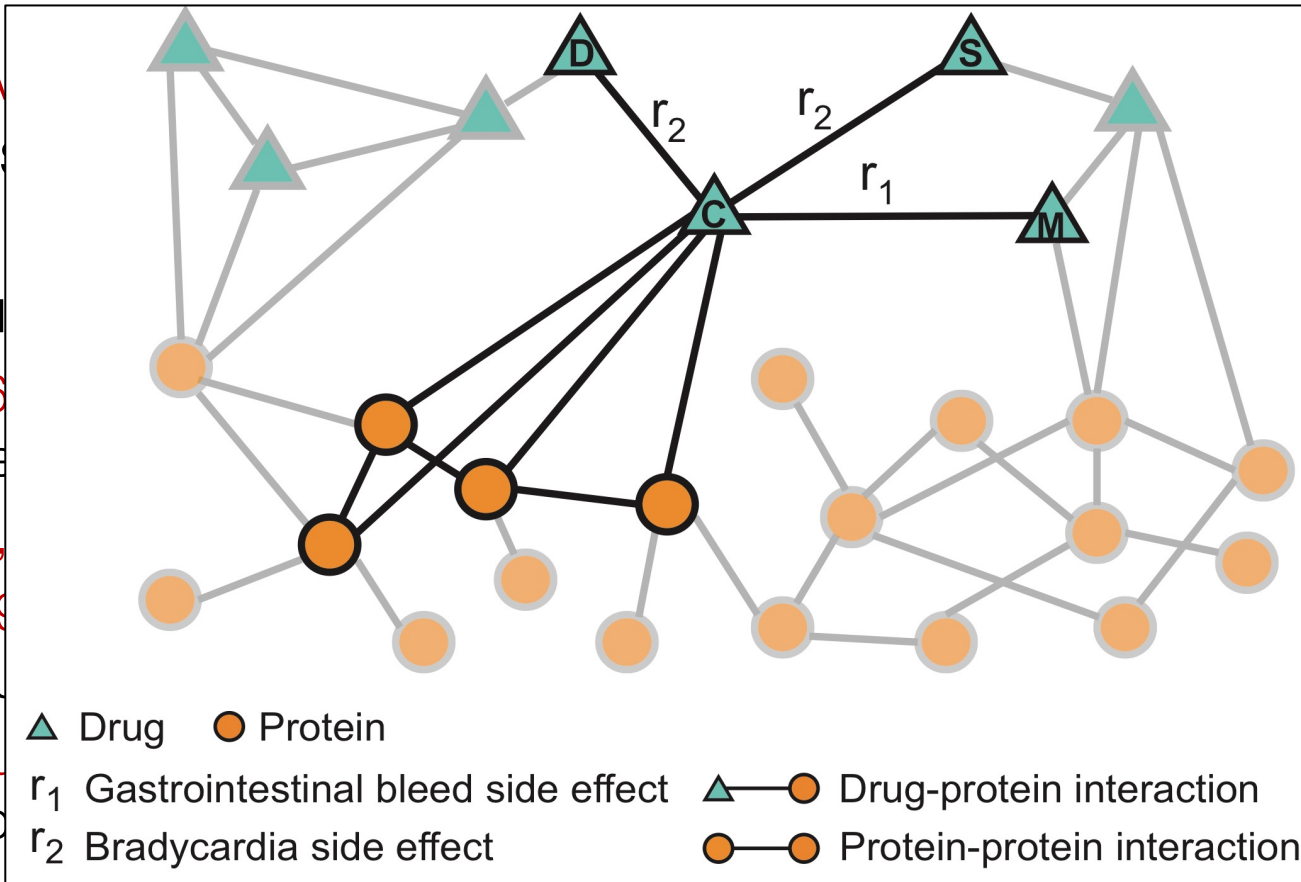 D
S
r2
r2
r1
C
M
Drug
Protein
r1 Gastrointestinal bleed side effect
Drug-protein interaction
r2 Bradycardia side effect
Protein-protein interaction